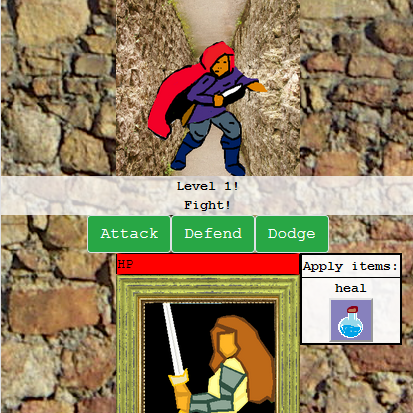 Level 1!
Fight!
Attack Defend Dodge
HP
Apply items:
heal